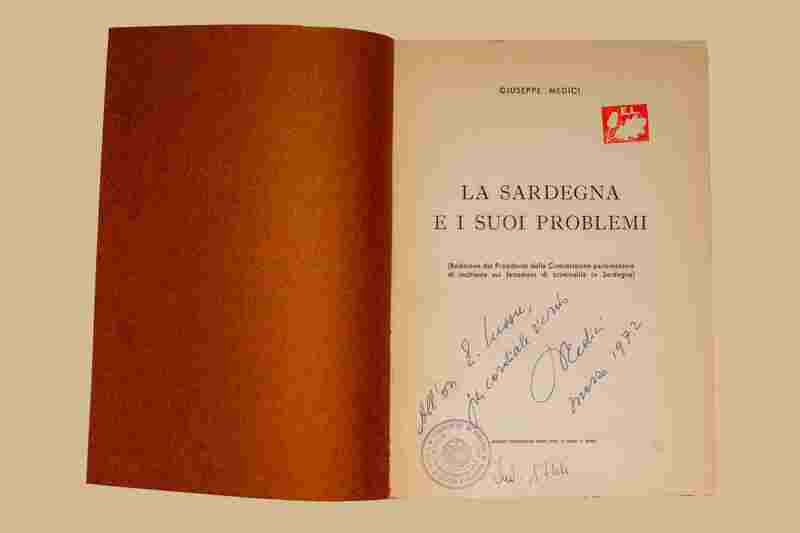 GIUSEPPE MEDICI
E. L.
LA SARDEGNA
E I SUOI PROBLEMI
(Relazione del Presidente della Commissione parlamentare
di inchiesta sui fenomeni di criminalità in Sardegna)
All'on. E. Lussu,
in cordiale
Medici
marzo 1972